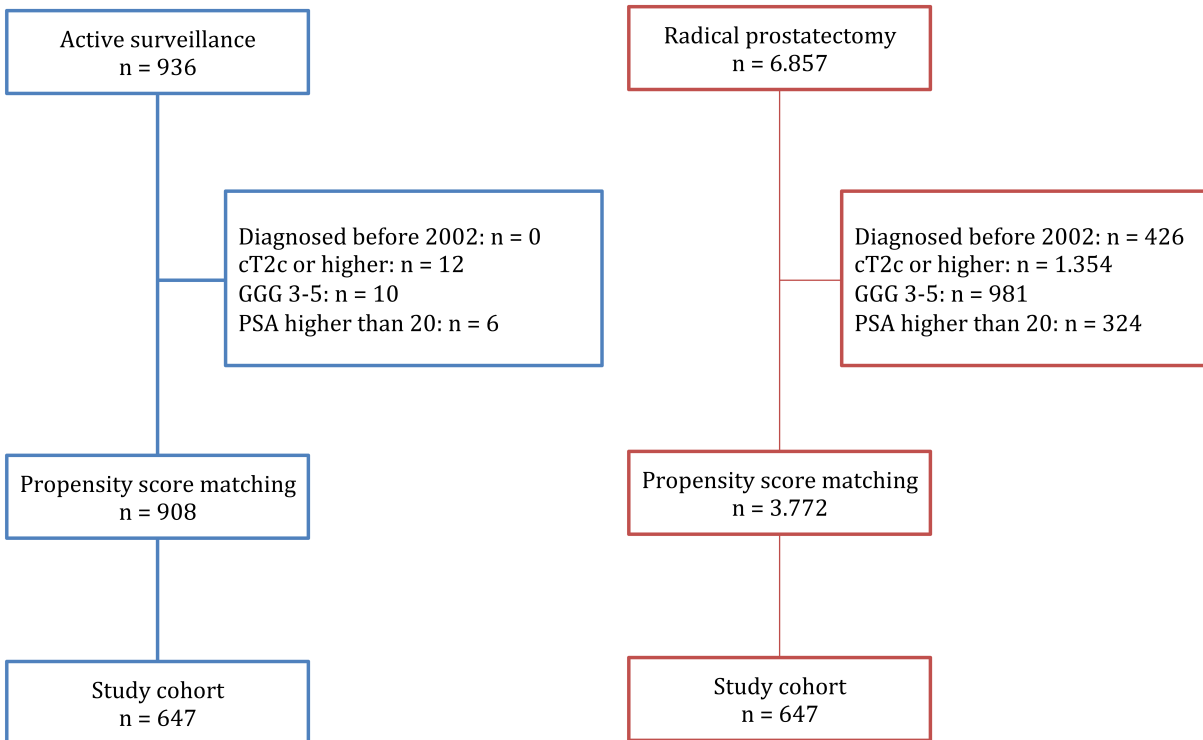 Active surveillance
n = 936
Radical prostatectomy
n = 6.857
Diagnosed before 2002: n = 0
cT2c or higher: n = 12
GGG 3-5: n = 10
PSA higher than 20: n = 6
Diagnosed before 2002: n = 426
cT2c or higher: n = 1.354
GGG 3-5: n = 981
PSA higher than 20: n = 324
Propensity score matching
n = 908
Propensity score matching
n = 3.772
Study cohort
n = 647
Study cohort
n = 647